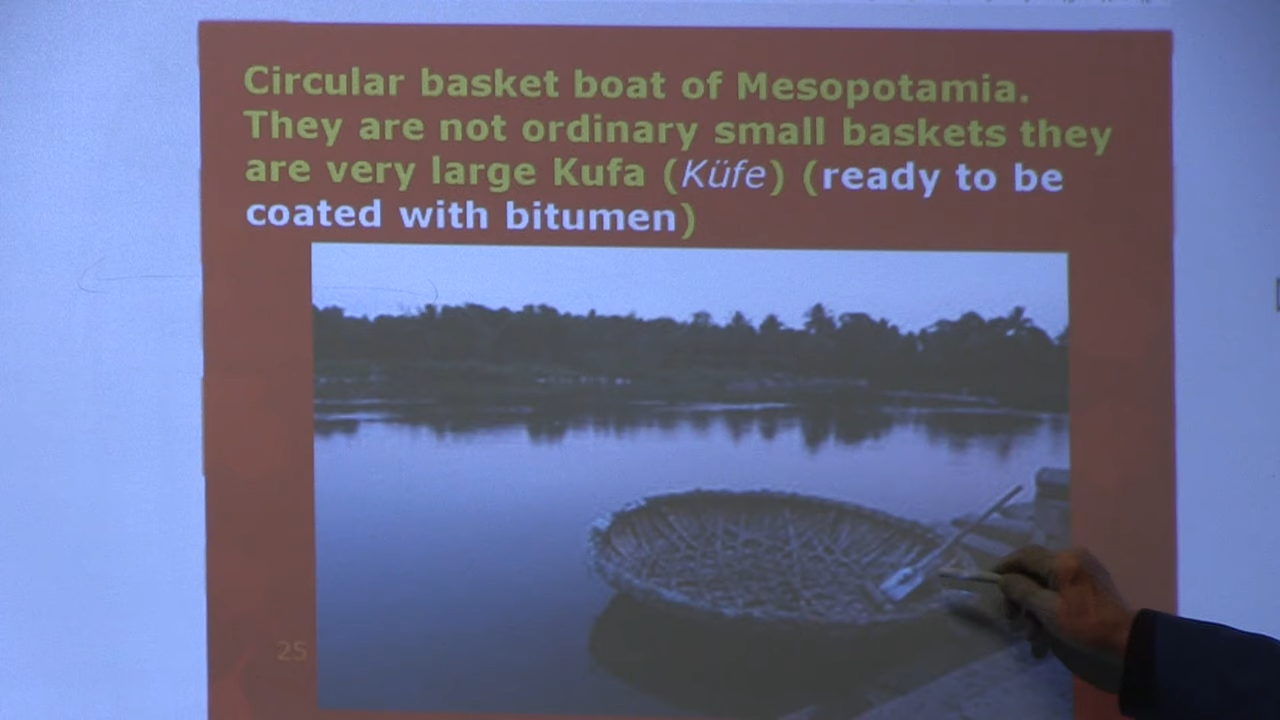 Circular basket boat of Mesopotamia.
They are not ordinary small baskets they
are very large Kufa (Küfe) (ready to be
coated with bitumen)
25